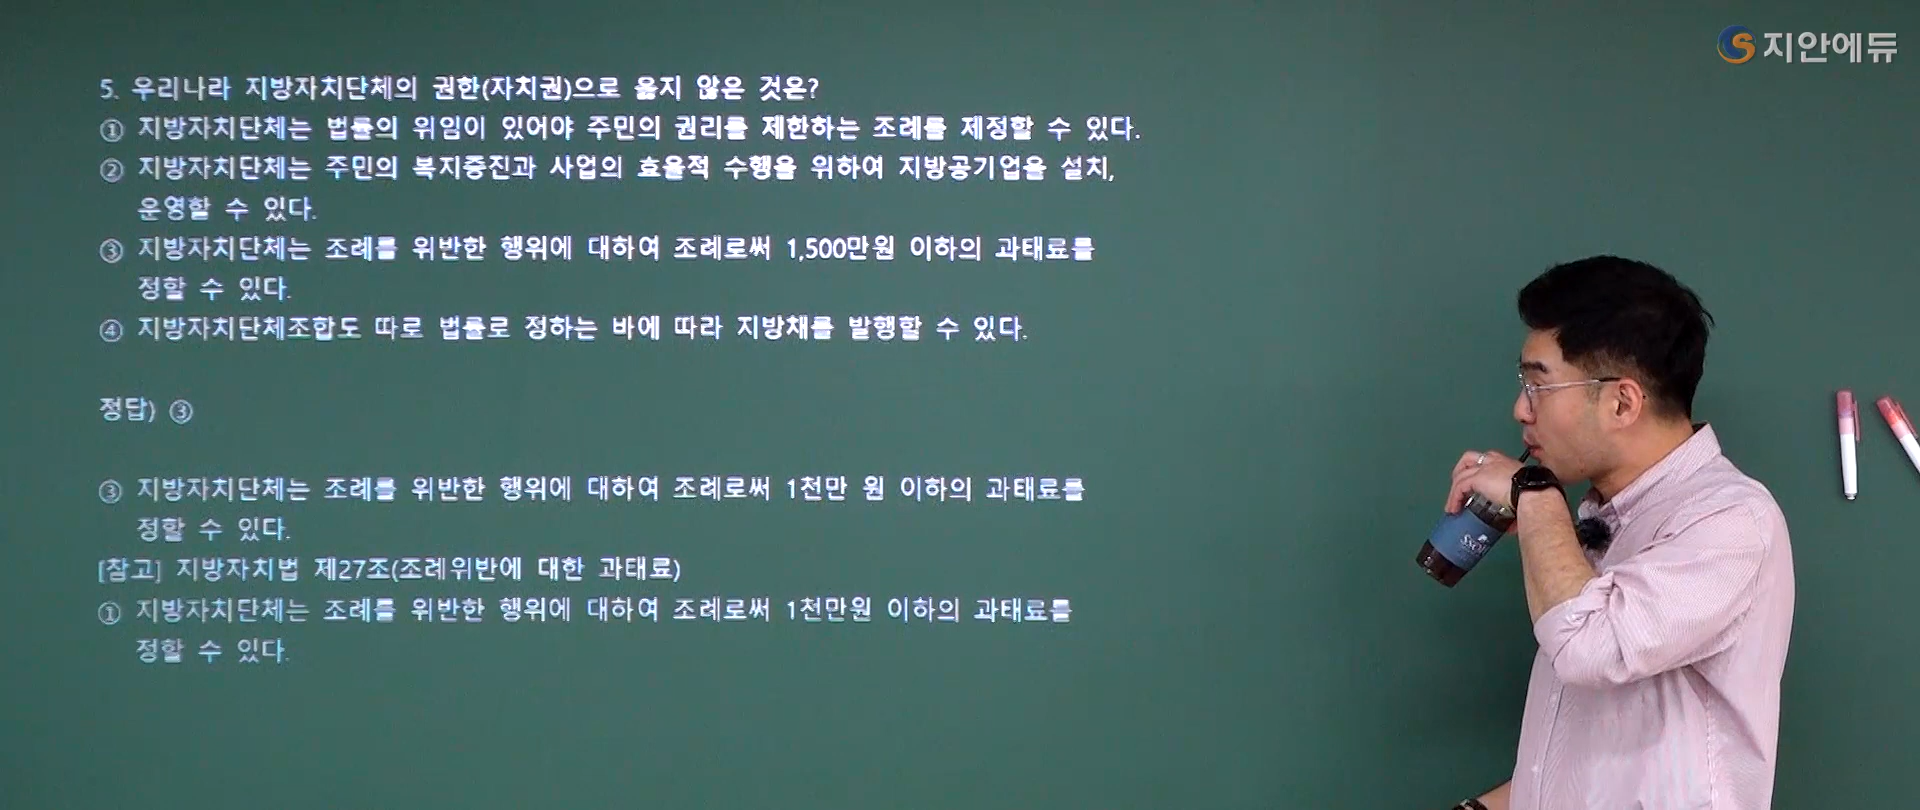 지안에듀
5. 우리나라 지방자치단체의 권한(자치권)으로 옳지 않은 것은?
① 지방자치단체는 법률의 위임이 있어야 주민의 권리를 제한하는 조례를 제정할 수 있다.
② 지방자치단체는 주민의 복지증진과 사업의 효율적 수행을 위하여 지방공기업을 설치,
운영할 수 있다.
③ 지방자치단체는 조례를 위반한 행위에 대하여 조례로써 1,500만원 이하의 과태료를
정할 수 있다.
④ 지방자치단체조합도 따로 법률로 정하는 바에 따라 지방채를 발행할 수 있다.
정답) ③
③ 지방자치단체는 조례를 위반한 행위에 대하여 조례로써 1천만 원 이하의 과태료를
정할 수 있다.
[참고] 지방자치법 제27조(조례위반에 대한 과태료)
① 지방자치단체는 조례를 위반한 행위에 대하여 조례로써 1천만원 이하의 과태료를
정할 수 있다.